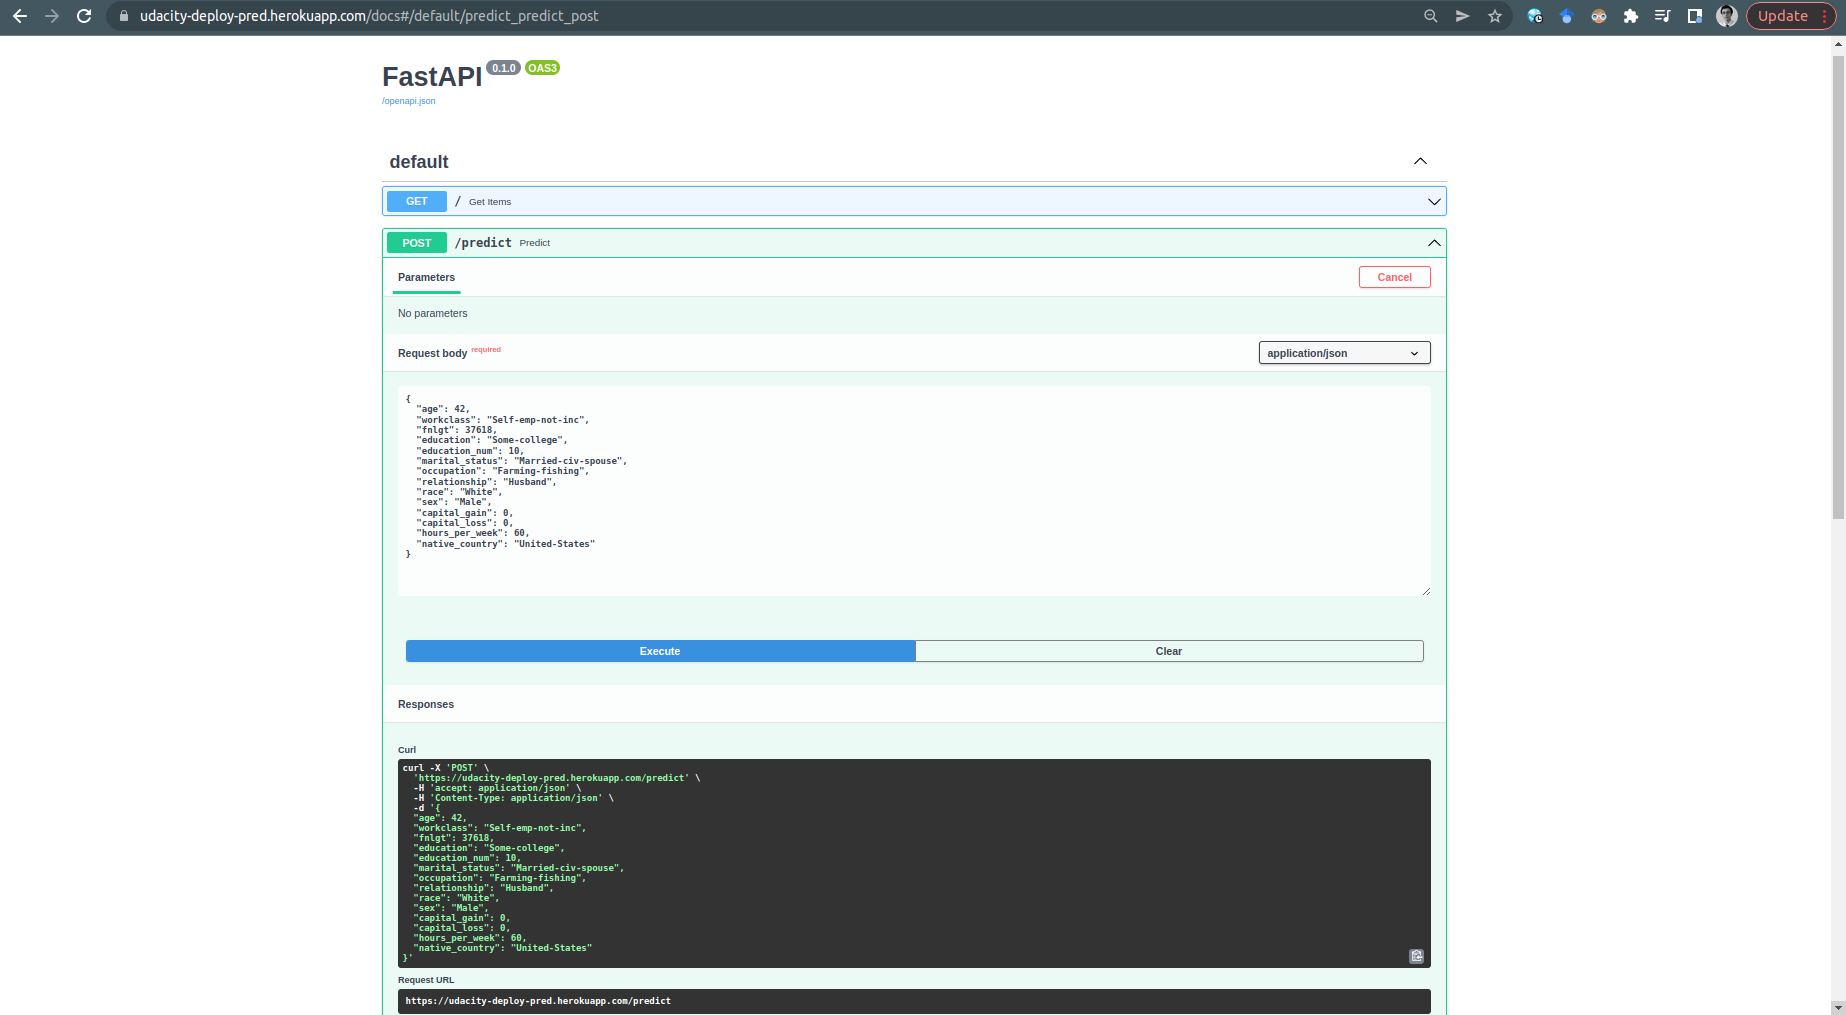 udacity-deploy-pred.herokuapp.com/docs#/default/predict_predict_post
Update
FastAPI 0.1.0 OAS3
/openapi.json
default
GET / Get Items
POST /predict Predict
Parameters
Cancel
No parameters
Request body required
application/json
{
"age": 42,
"workclass": "Self-emp-not-inc",
"fnlgt": 37618,
"education": "Some-college",
"education_num": 10,
"marital_status": "Married-civ-spouse",
"occupation": "Farming-fishing",
"relationship": "Husband",
"race": "White",
"sex": "Male",
"capital_gain": 0,
"capital_loss": 0,
"hours_per_week": 60,
"native_country": "United-States"
}
Execute
Clear
Responses
Curl
curl -X 'POST' \
'https://udacity-deploy-pred.herokuapp.com/predict' \
-H 'accept: application/json' \
-H 'Content-Type: application/json' \
-d '{
"age": 42,
"workclass": "Self-emp-not-inc",
"fnlgt": 37618,
"education": "Some-college",
"education_num": 10,
"marital_status": "Married-civ-spouse",
"occupation": "Farming-fishing",
"relationship": "Husband",
"race": "White",
"sex": "Male",
"capital_gain": 0,
"capital_loss": 0,
"hours_per_week": 60,
"native_country": "United-States"
}'
Request URL
https://udacity-deploy-pred.herokuapp.com/predict